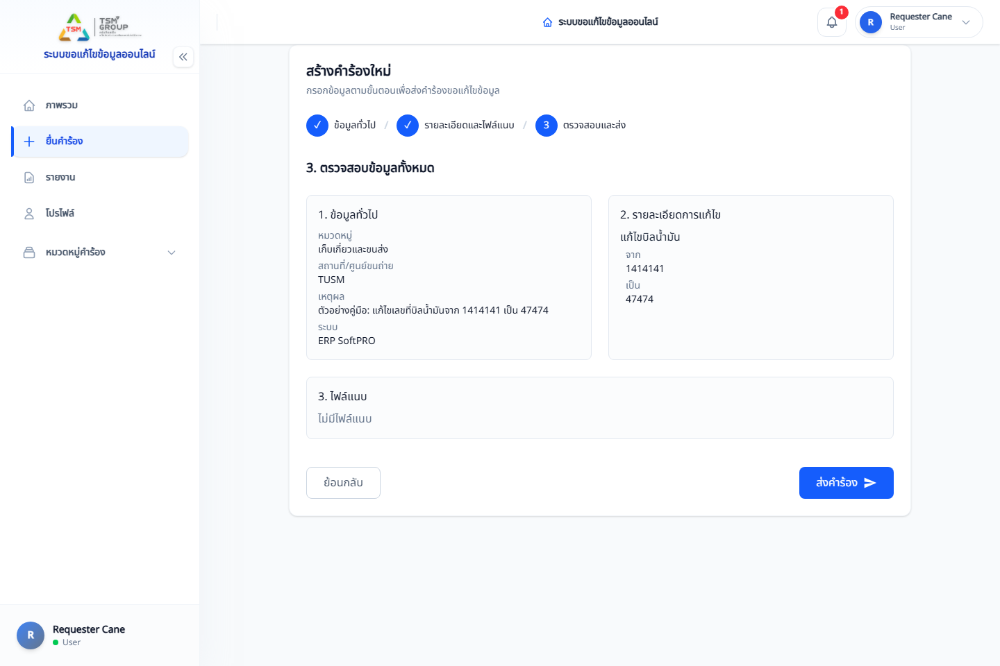 TSM
TSM
GROUP
ระบบขอแก้ไขข้อมูลออนไลน์
ภาพรวม
ยื่นคำร้อง
รายงาน
โปรไฟล์
หมวดหมู่คำร้อง
R
Requester Cane
User
ระบบขอแก้ไขข้อมูลออนไลน์
1
R
Requester Cane
User
สร้างคำร้องใหม่
กรอกข้อมูลตามขั้นตอนเพื่อส่งคำร้องขอแก้ไขข้อมูล
✓ ข้อมูลทั่วไป / ✓ รายละเอียดและไฟล์แนบ / 3 ตรวจสอบและส่ง
3. ตรวจสอบข้อมูลทั้งหมด
1. ข้อมูลทั่วไป
หมวดหมู่
เก็บเกี่ยวและขนส่ง
สถานที่/ศูนย์ขนถ่าย
TUSM
เหตุผล
ตัวอย่างคู่มือ: แก้ไขเลขที่บิลน้ำมันจาก 1414141 เป็น 47474
ระบบ
ERP SoftPRO
2. รายละเอียดการแก้ไข
แก้ไขบิลน้ำมัน
จาก
1414141
เป็น
47474
3. ไฟล์แนบ
ไม่มีไฟล์แนบ
ย้อนกลับ
ส่งคำร้อง